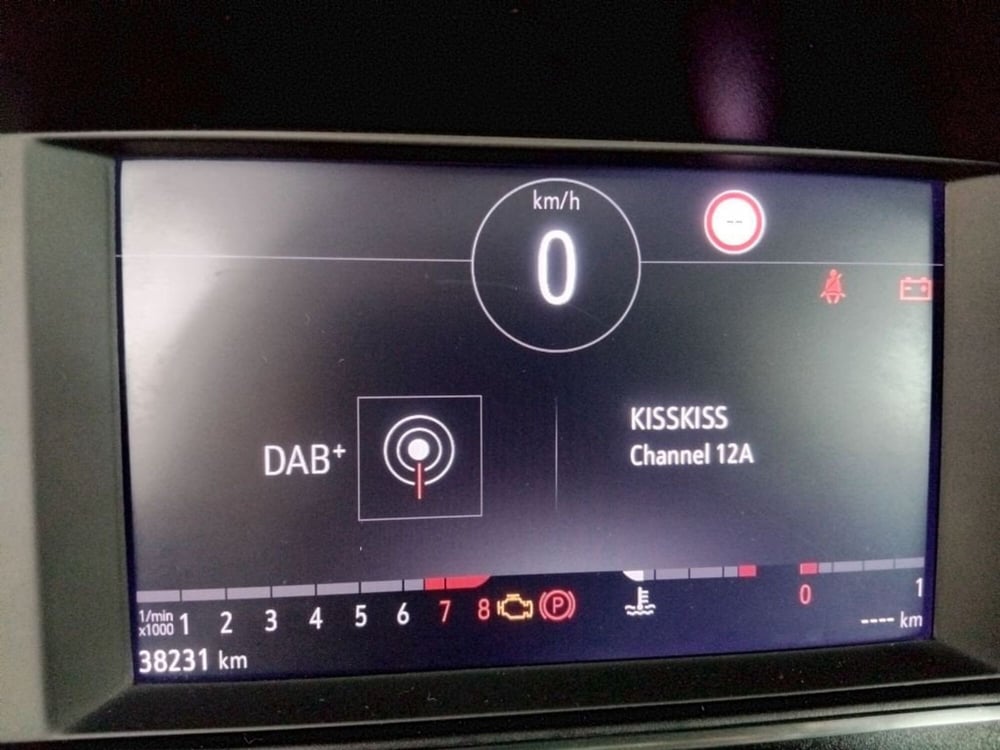 km/h
0
--
DAB+
KISSKISS
Channel 12A
1/min
x1000 1 2 3 4 5 6 7 8
P
0 1
---- km
38231 km